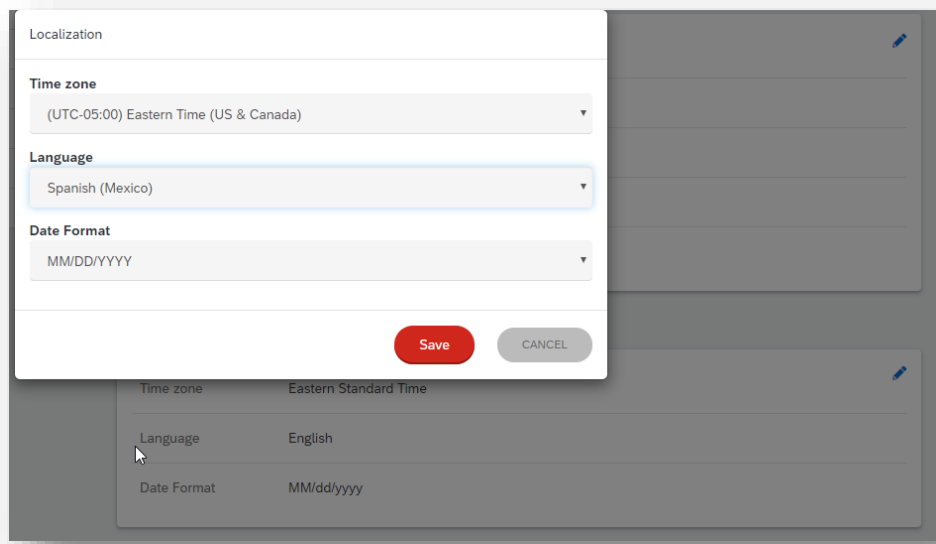 Localization
Time zone
(UTC-05:00) Eastern Time (US & Canada)
Language
Spanish (Mexico)
Date Format
MM/DD/YYYY
Save CANCEL
Time zone Eastern Standard Time
Language English
Date Format MM/dd/yyyy